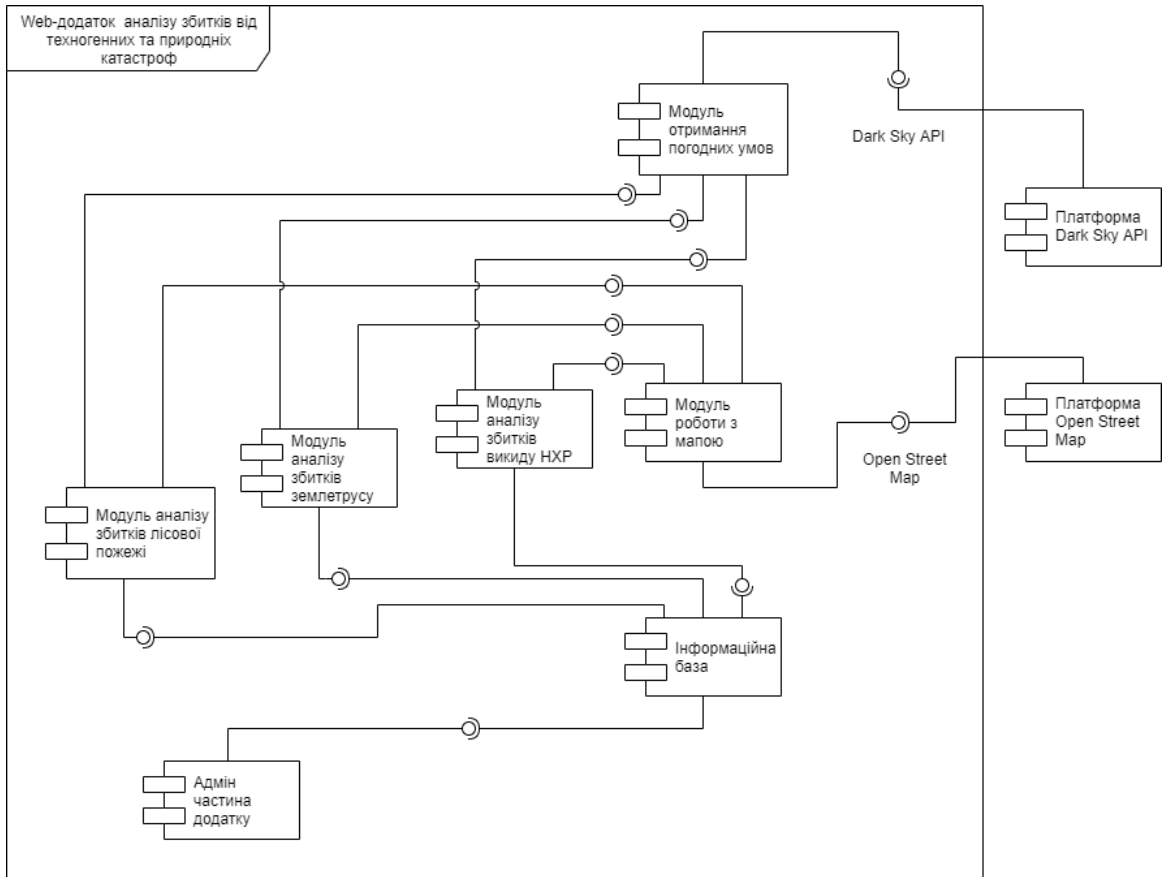 Web-додаток аналізу збитків від
техногенних та природніх
катастроф
Модуль
отримання
погодних умов
Dark Sky API
Платформа
Dark Sky API
Модуль
аналізу
збитків
викиду НХР
Модуль
роботи з
мапою
Платформа
Open Street
Map
Open Street
Map
Модуль
аналізу
збитків
землетрусу
Модуль аналізу
збитків лісової
пожежі
Інформаційна
база
Адмін
частина
додатку